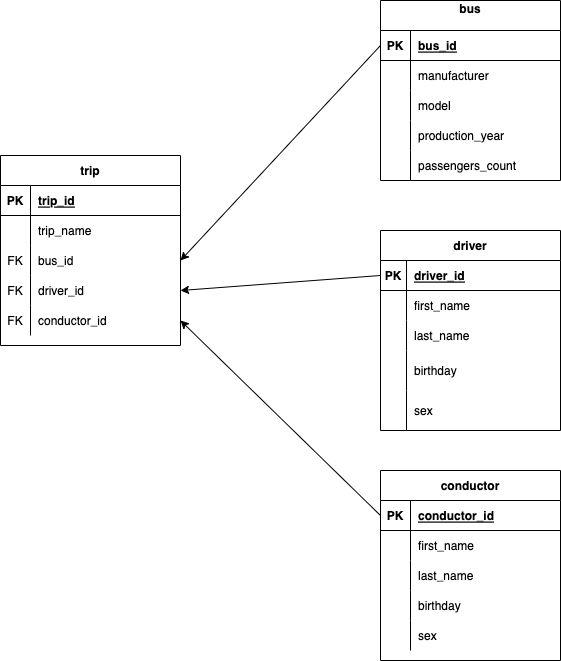 bus
PK bus_id
manufacturer
model
production_year
passengers_count
trip
PK trip_id
trip_name
FK bus_id
FK driver_id
FK conductor_id
driver
PK driver_id
first_name
last_name
birthday
sex
conductor
PK conductor_id
first_name
last_name
birthday
sex